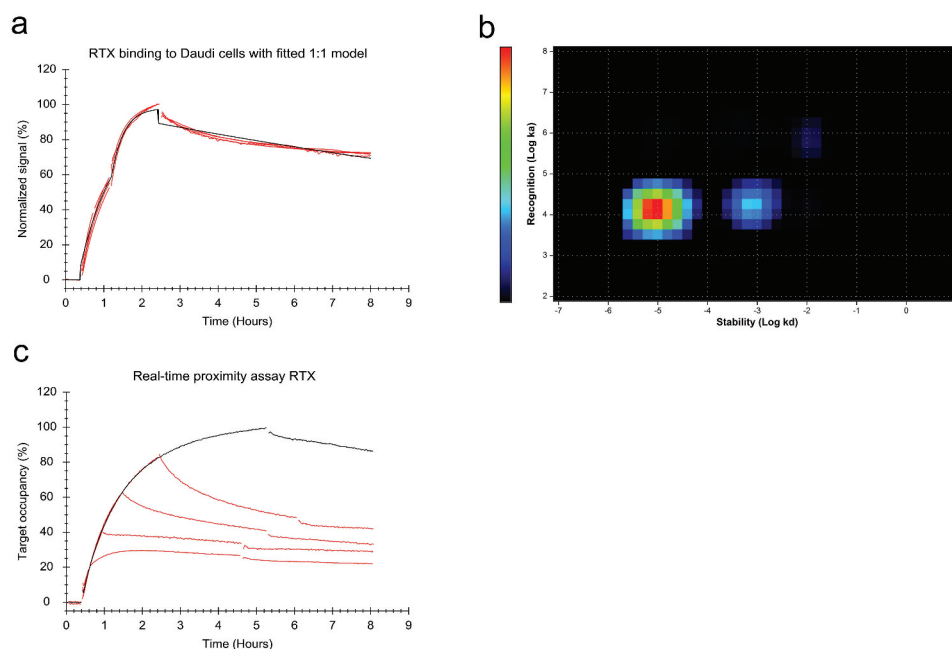 a
RTX binding to Daudi cells with fitted 1:1 model
120
100
80
60
40
20
0
Normalized signal (%)
0 1 2 3 4 5 6 7 8 9
Time (Hours)
b
8
7
6
5
4
3
2
Recognition (Log ka)
-7 -6 -5 -4 -3 -2 -1 0
Stability (Log kd)
c
Real-time proximity assay RTX
120
100
80
60
40
20
0
Target occupancy (%)
0 1 2 3 4 5 6 7 8 9
Time (Hours)